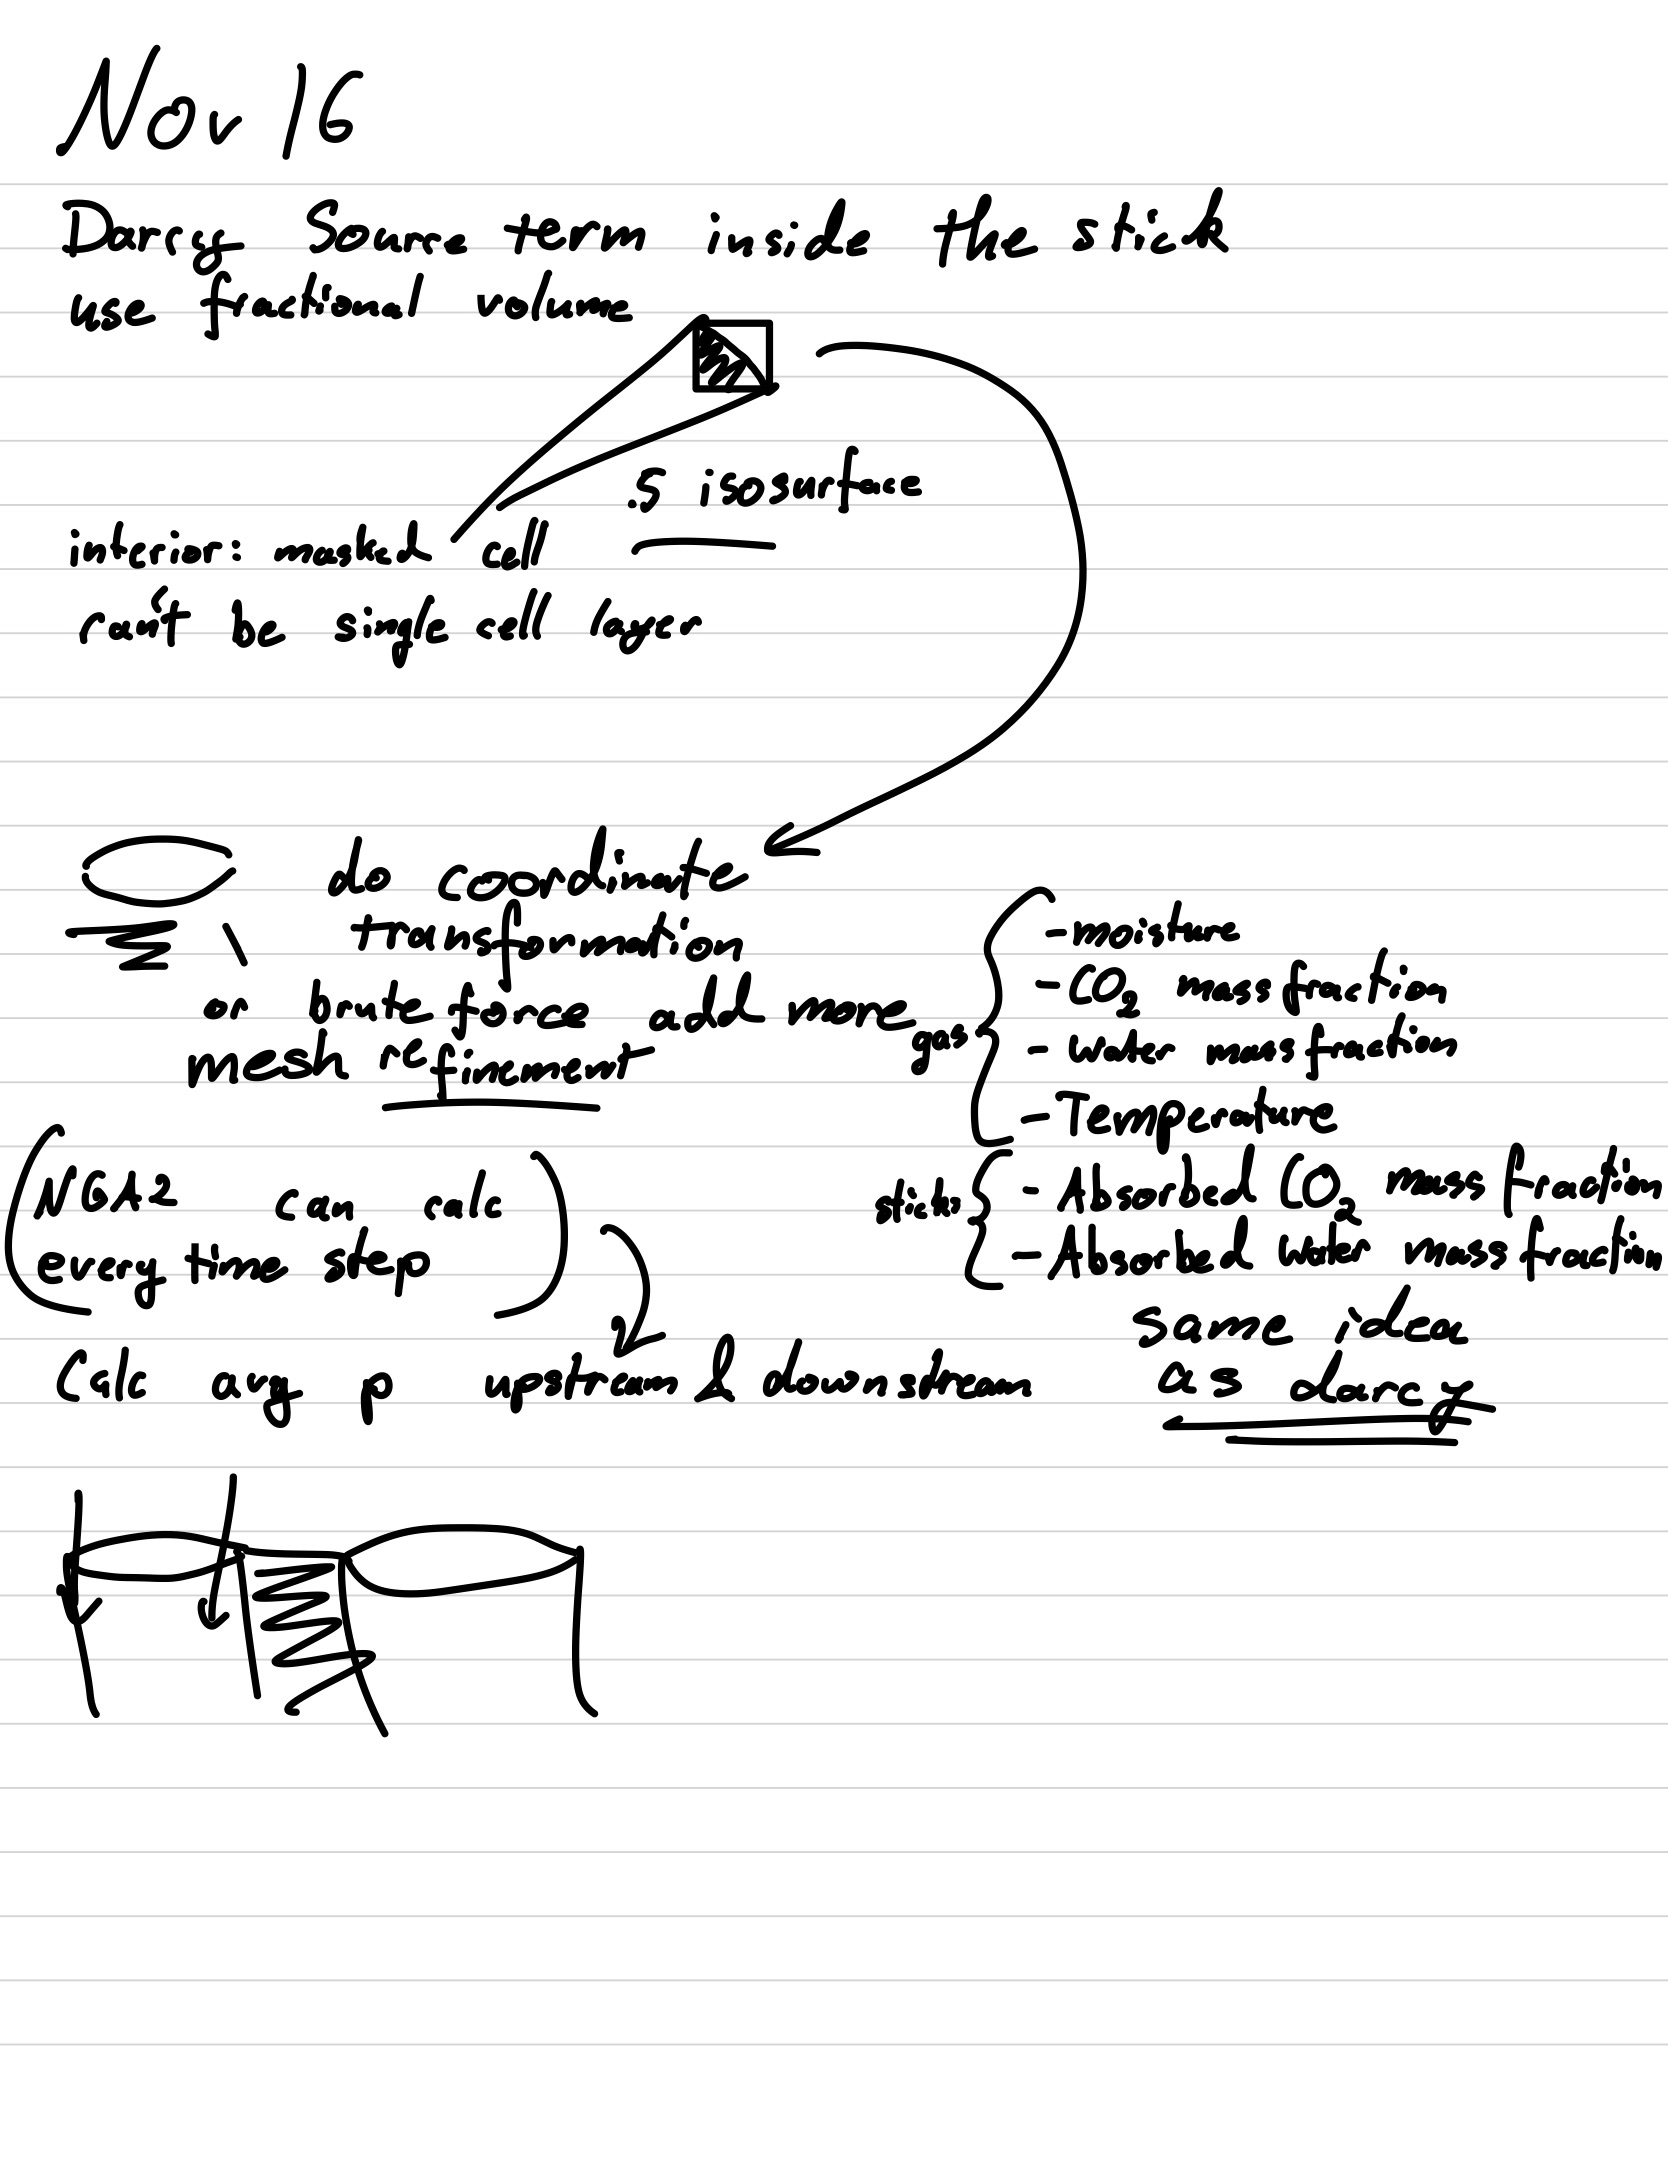 Nov 16
Darcy Source term inside the stick
use fractional volume
.5 isosurface
interior: masked cell
can't be single cell layer
do coordinate
transformation
or brute force add more
mesh refinement
gas
-moisture
-CO2 mass fraction
- water mass fraction
-Temperature
sticks
- Absorbed CO2 mass fraction
- Absorbed water mass fraction
same idea
as darcy
NGA2 can calc
every time step
Calc avg p upstream & downstream